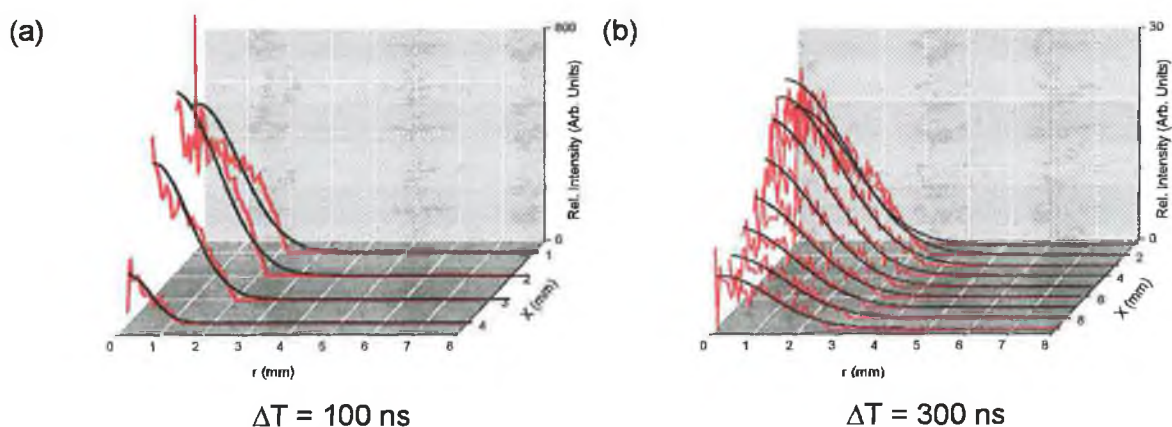 (a)
800
Rel. Intensity (Arb. Units)
0
1
2
3
4
X (mm)
0 1 2 3 4 5 6
r (mm)
ΔT = 100 ns
(b)
30
Rel. Intensity (Arb. Units)
0
2
4
6
8
X (mm)
0 1 2 3 4 5 6 7 8
r (mm)
ΔT = 300 ns